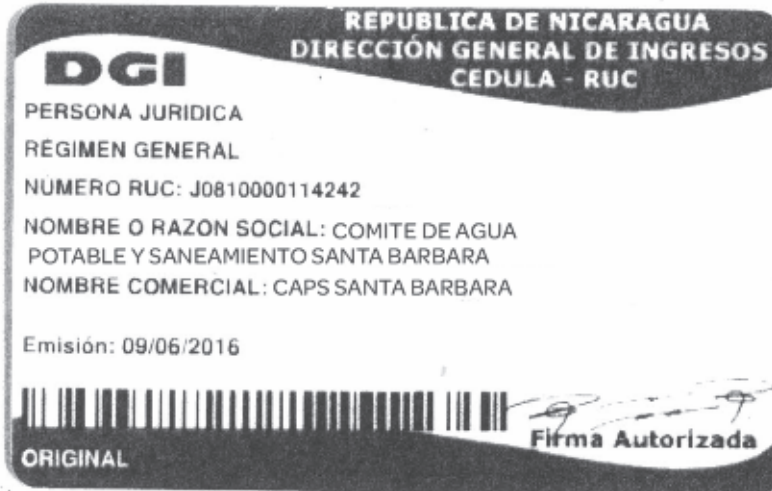 REPUBLICA DE NICARAGUA
DIRECCIÓN GENERAL DE INGRESOS
CEDULA - RUC
DGI
PERSONA JURIDICA
RÉGIMEN GENERAL
NÚMERO RUC: J0810000114242
NOMBRE O RAZON SOCIAL: COMITE DE AGUA
POTABLE Y SANEAMIENTO SANTA BARBARA
NOMBRE COMERCIAL: CAPS SANTA BARBARA
Emisión: 09/06/2016
Firma Autorizada
ORIGINAL